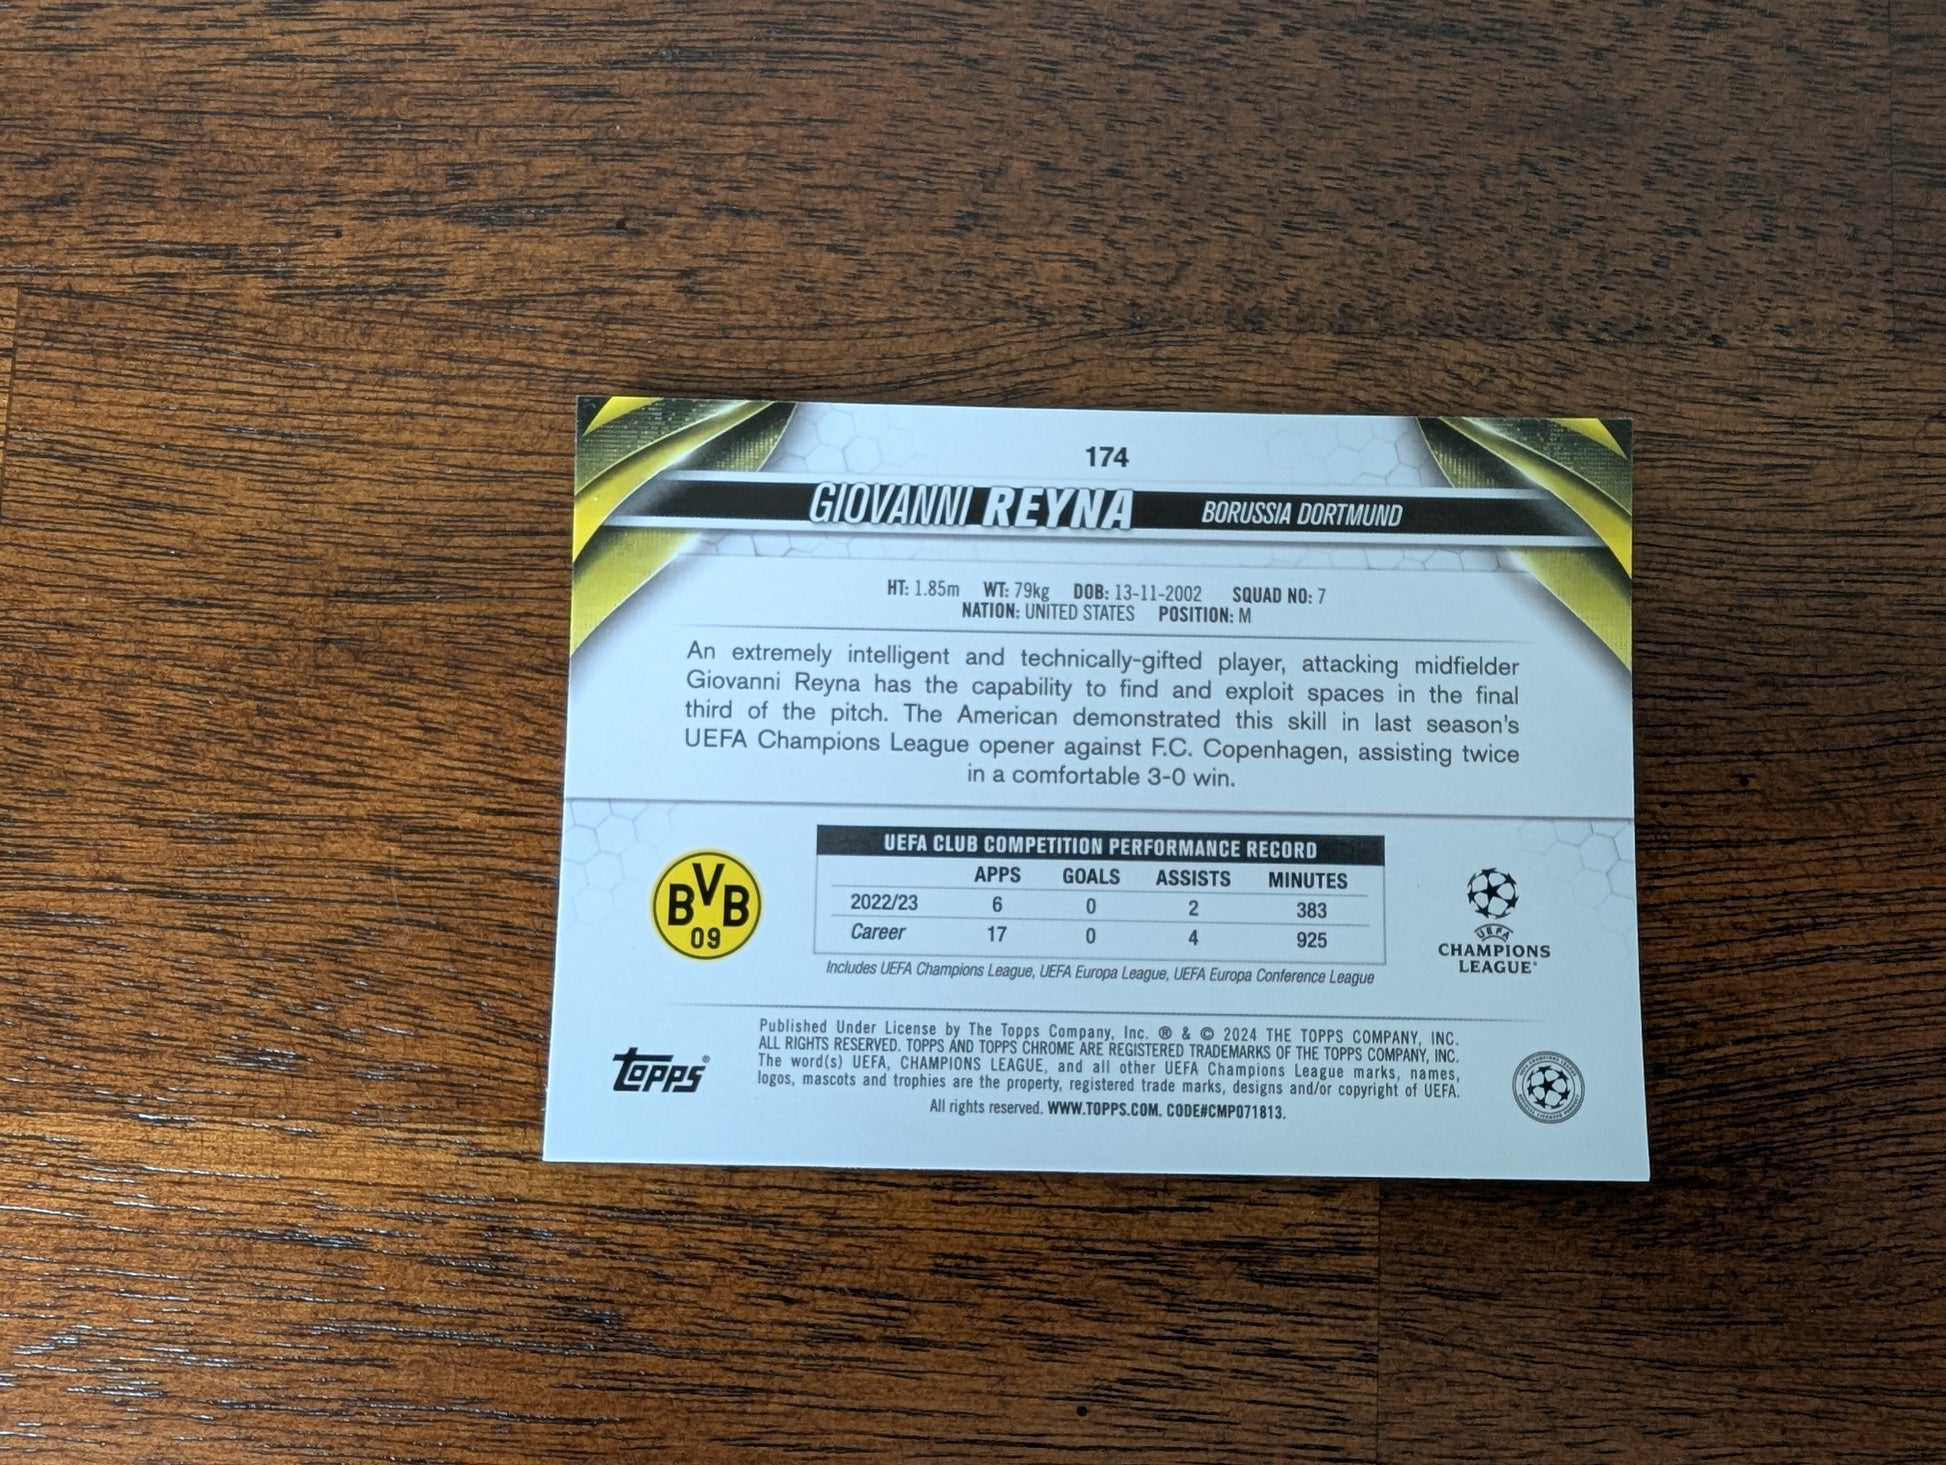 174
GIOVANNI REYNA BORUSSIA DORTMUND
HT: 1.85m WT: 79kg DOB: 13-11-2002 SQUAD NO: 7
NATION: UNITED STATES POSITION: M
An extremely intelligent and technically-gifted player, attacking midfielder
Giovanni Reyna has the capability to find and exploit spaces in the final
third of the pitch. The American demonstrated this skill in last season's
UEFA Champions League opener against F.C. Copenhagen, assisting twice
in a comfortable 3-0 win.
UEFA CLUB COMPETITION PERFORMANCE RECORD
APPS GOALS ASSISTS MINUTES
2022/23 6 0 2 383
Career 17 0 4 925
Includes UEFA Champions League, UEFA Europa League, UEFA Europa Conference League
BVB
09
UEFA
CHAMPIONS
LEAGUE®
topps®
Published Under License by The Topps Company, Inc. ® & © 2024 THE TOPPS COMPANY, INC.
ALL RIGHTS RESERVED. TOPPS AND TOPPS CHROME ARE REGISTERED TRADEMARKS OF THE TOPPS COMPANY, INC.
The word(s) UEFA, CHAMPIONS LEAGUE, and all other UEFA Champions League marks, names,
logos, mascots and trophies are the property, registered trade marks, designs and/or copyright of UEFA.
All rights reserved. WWW.TOPPS.COM. CODE#CMP071813.